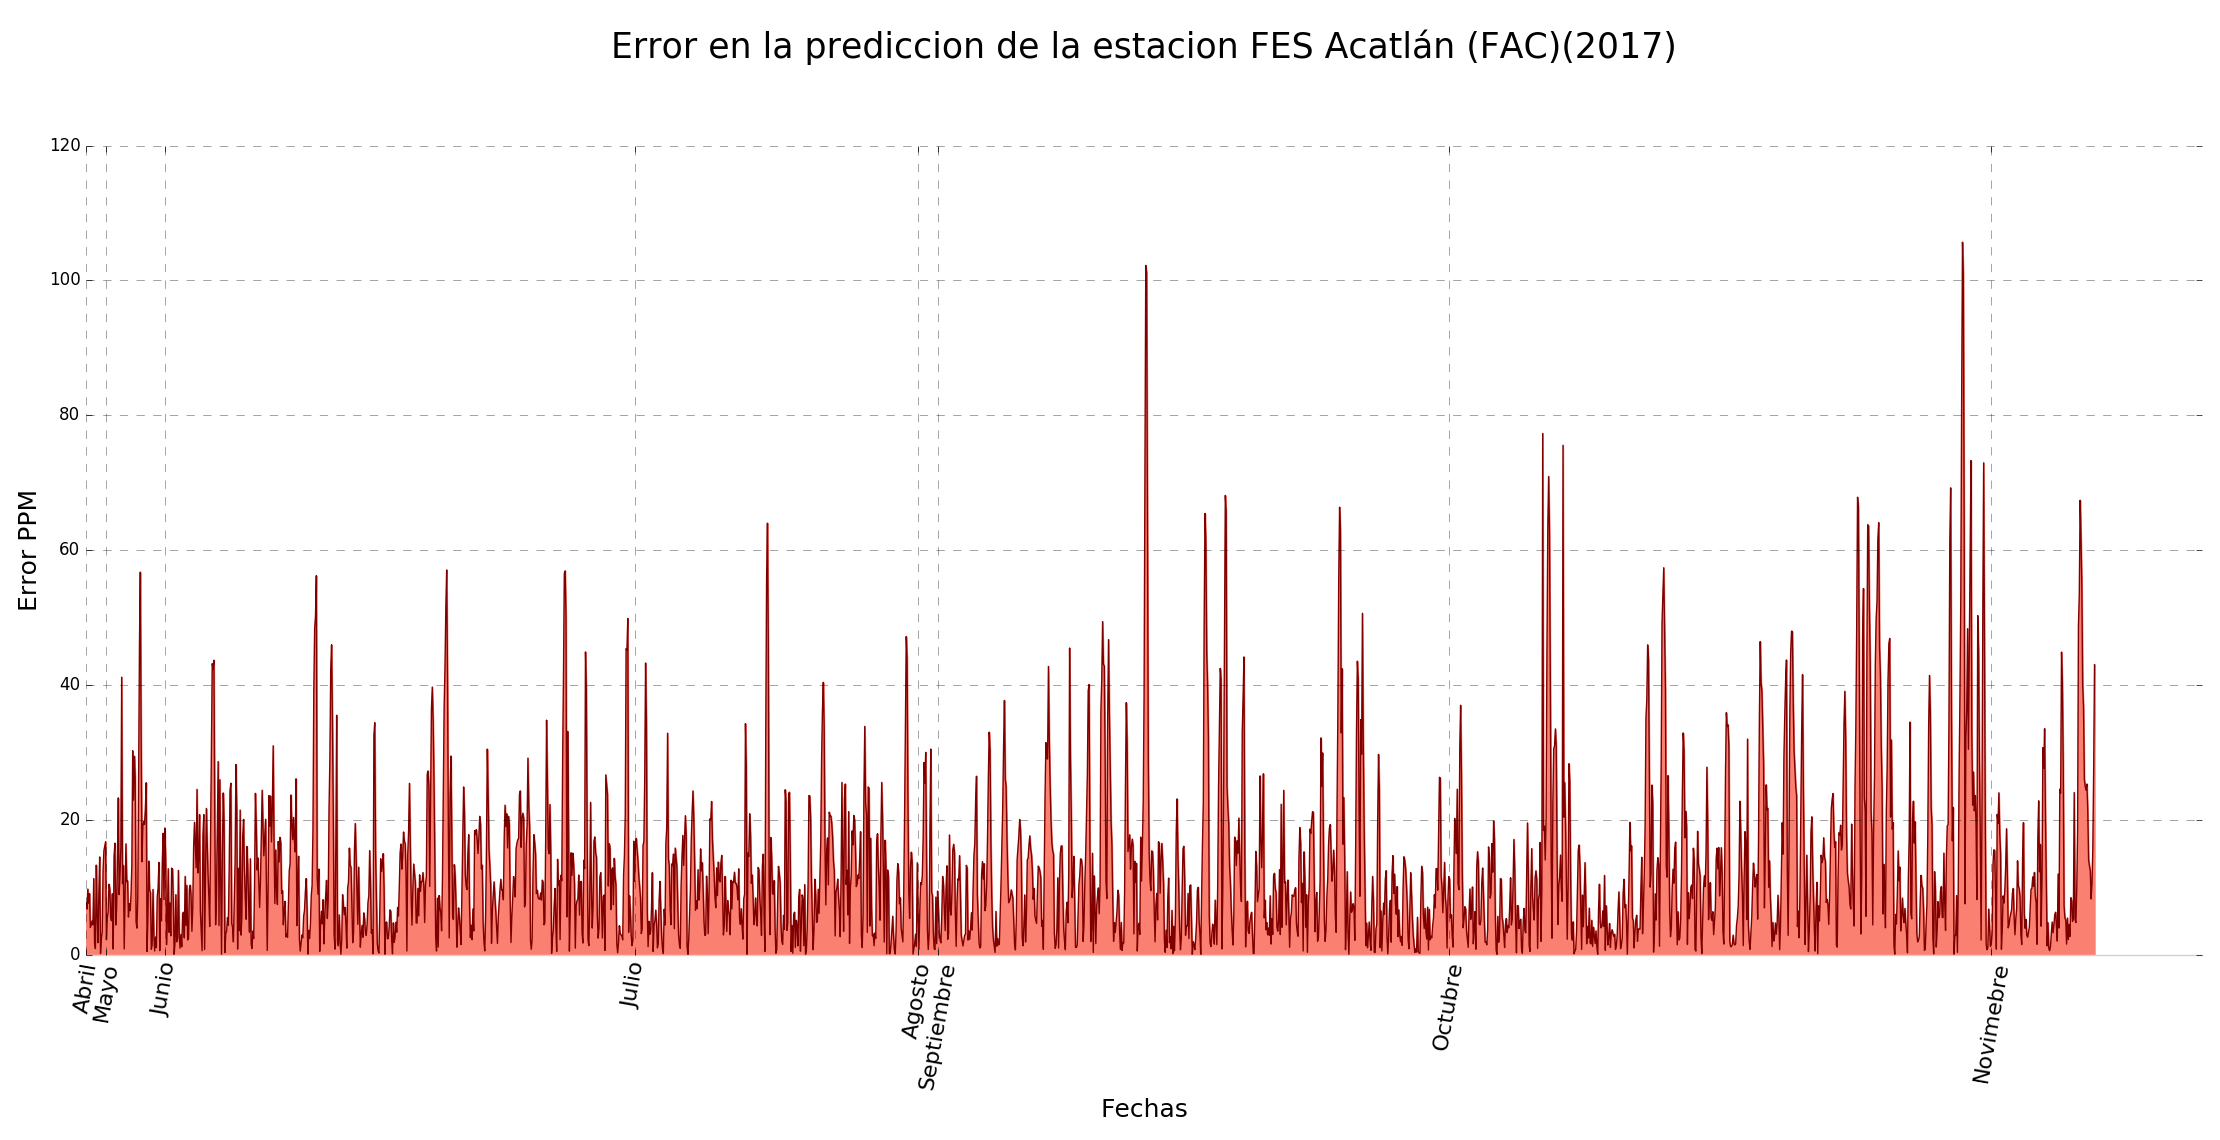 Error en la prediccion de la estacion FES Acatlán (FAC)(2017)
120
100
80
60
40
20
0
Error PPM
Abril
Mayo
Junio
Julio
Agosto
Septiembre
Octubre
Novimebre
Fechas